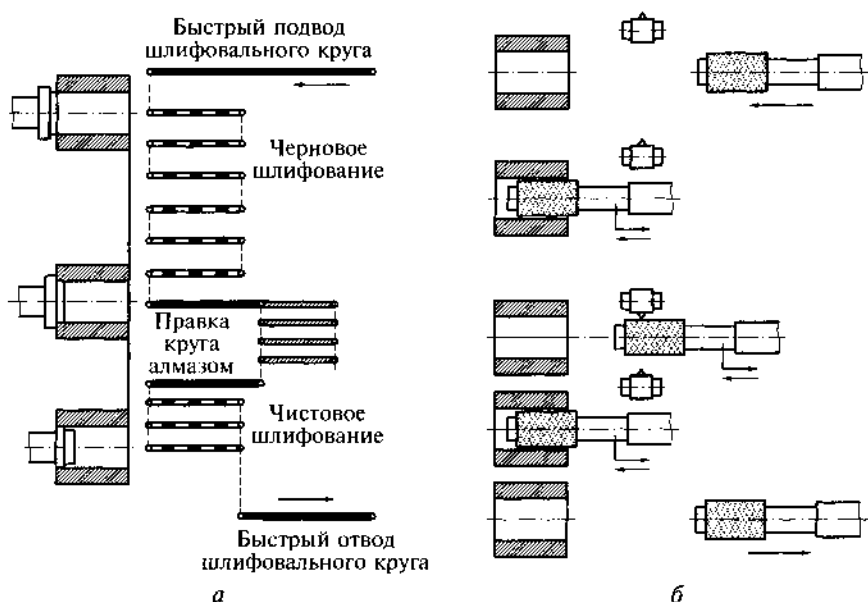 Быстрый подвод
шлифовального круга
Черновое
шлифование
Правка
круга
алмазом
Чистовое
шлифование
Быстрый отвод
шлифовального круга
а
б